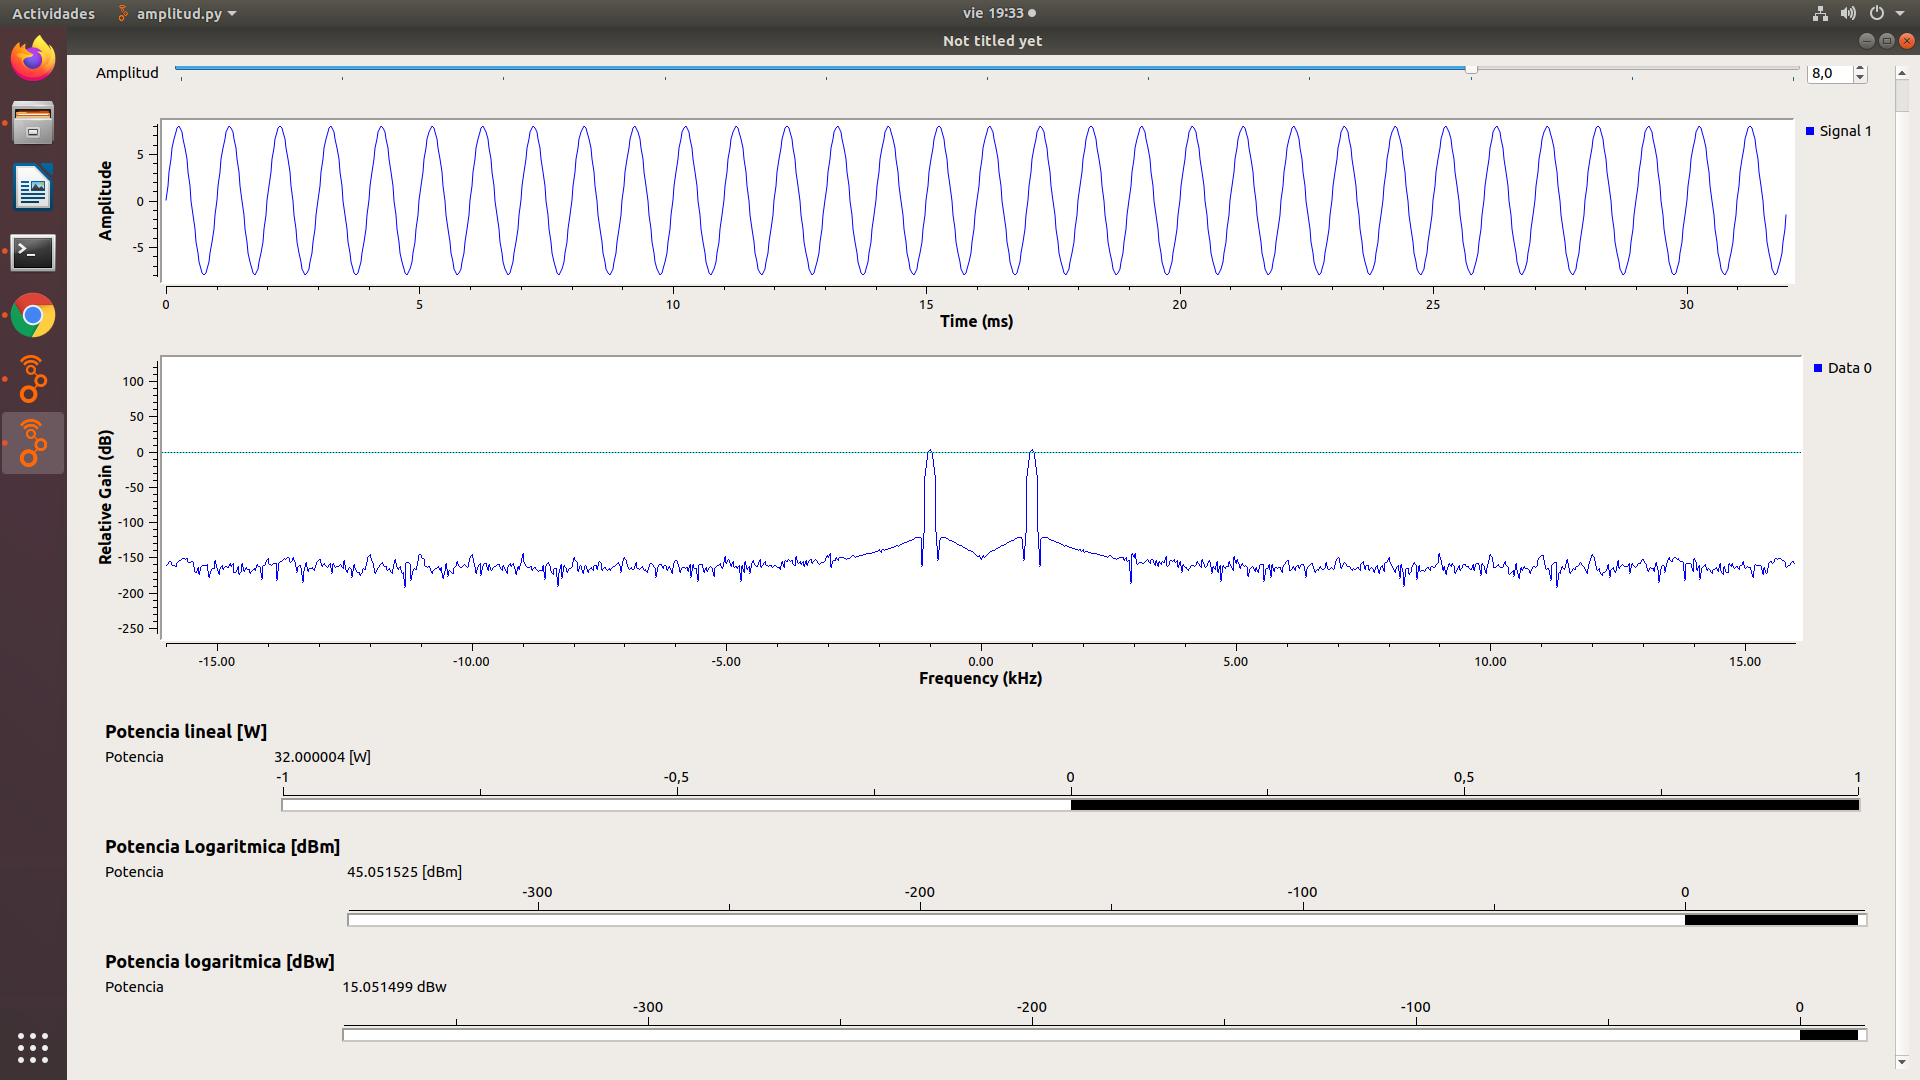 Actividades amplitud.py vie 19:33
Not titled yet
Amplitud 8,0
Signal 1
Amplitude
5
0
-5
0 5 10 15 20 25 30
Time (ms)
Data 0
Relative Gain (dB)
100
50
0
-50
-100
-150
-200
-250
-15.00 -10.00 -5.00 0.00 5.00 10.00 15.00
Frequency (kHz)
Potencia lineal [W]
Potencia 32.000004 [W]
-1 -0,5 0 0,5 1
Potencia Logaritmica [dBm]
Potencia 45.051525 [dBm]
-300 -200 -100 0
Potencia logaritmica [dBw]
Potencia 15.051499 dBw
-300 -200 -100 0